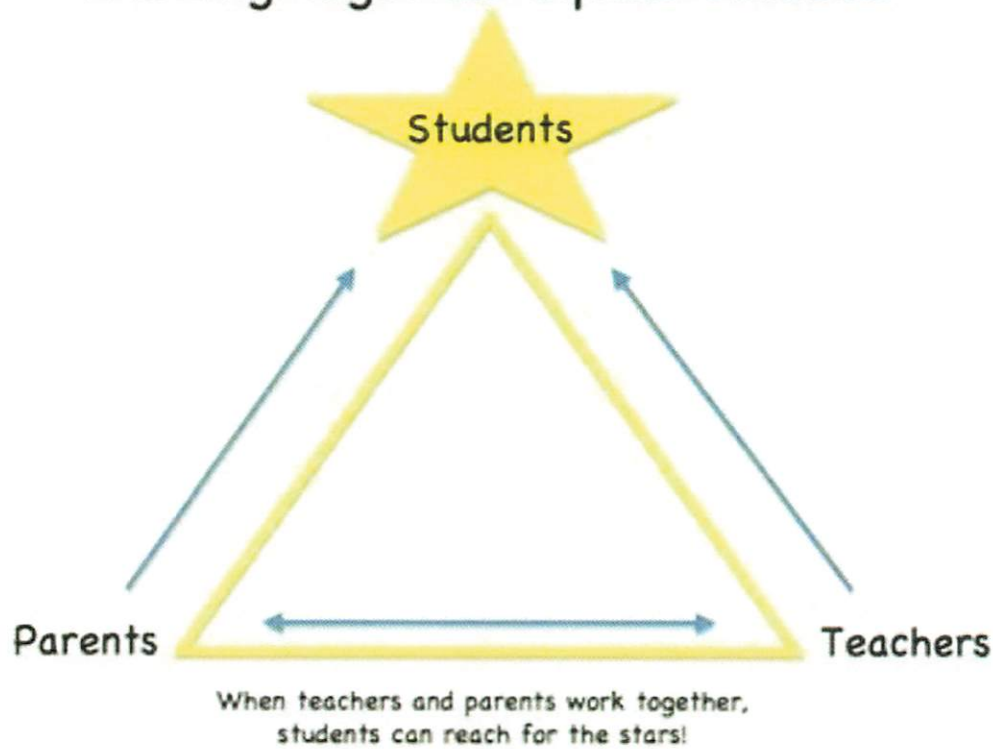 Students
Parents
Teachers
When teachers and parents work together,
students can reach for the stars!